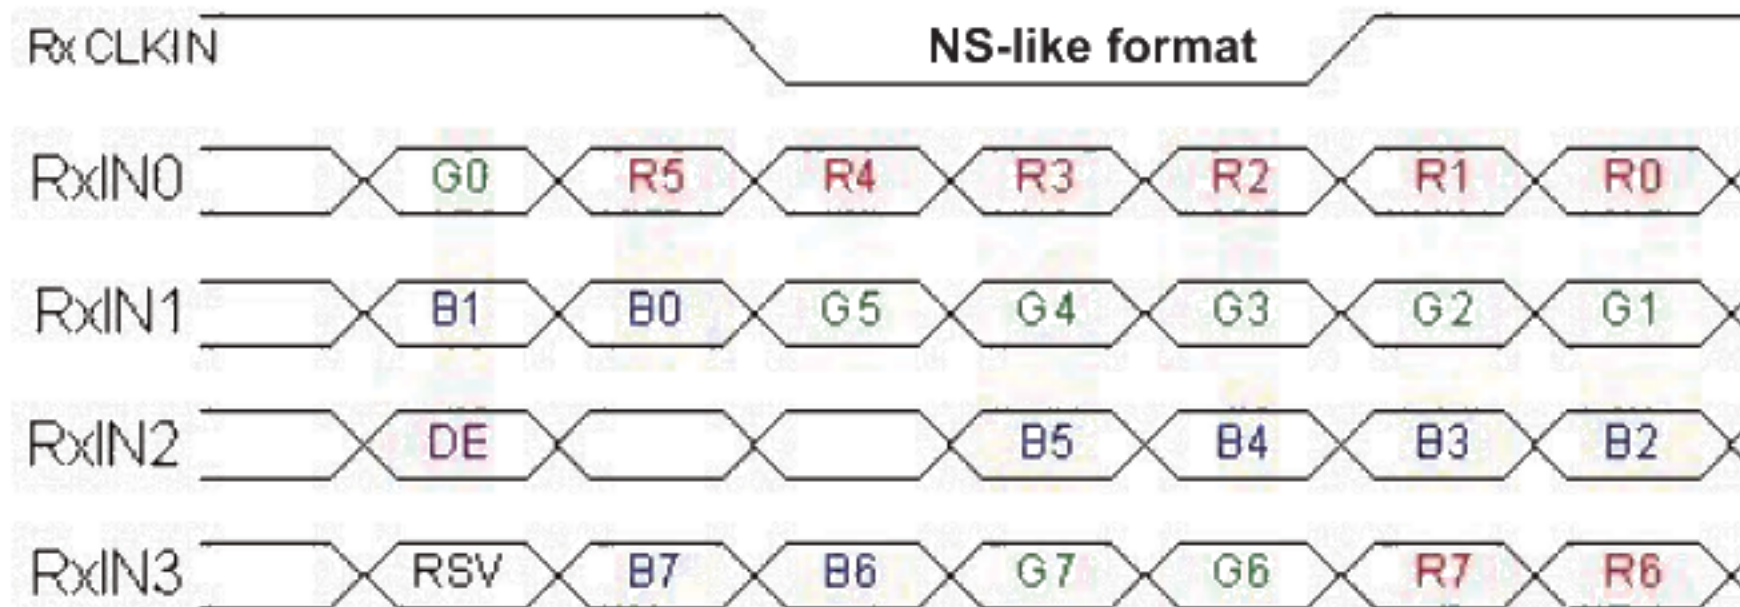 Rx CLKIN NS-like format
RxIN0 G0 R5 R4 R3 R2 R1 R0
RxIN1 B1 B0 G5 G4 G3 G2 G1
RxIN2 DE B5 B4 B3 B2
RxIN3 RSV B7 B6 G7 G6 R7 R6